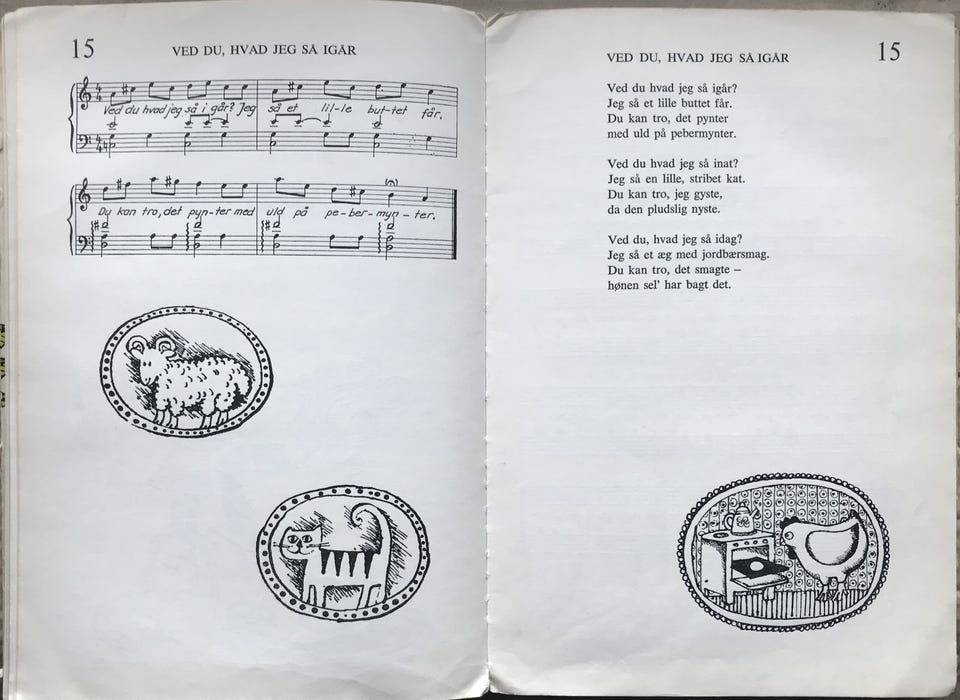 15
VED DU, HVAD JEG SÅ IGÅR
Ved du hvad jeg så i går? Jeg så et lil-le but-tet får.
Du kan tro, det pyn-ter med uld på pe-ber-myn-ter.
VED DU, HVAD JEG SÅ IGÅR
15
Ved du hvad jeg så igår?
Jeg så et lille buttet får.
Du kan tro, det pynter
med uld på pebermynter.
Ved du hvad jeg så inat?
Jeg så en lille, stribet kat.
Du kan tro, jeg gyste,
da den pludslig nyste.
Ved du, hvad jeg så idag?
Jeg så et æg med jordbærsmag.
Du kan tro, det smagte –
hønen sel' har bagt det.